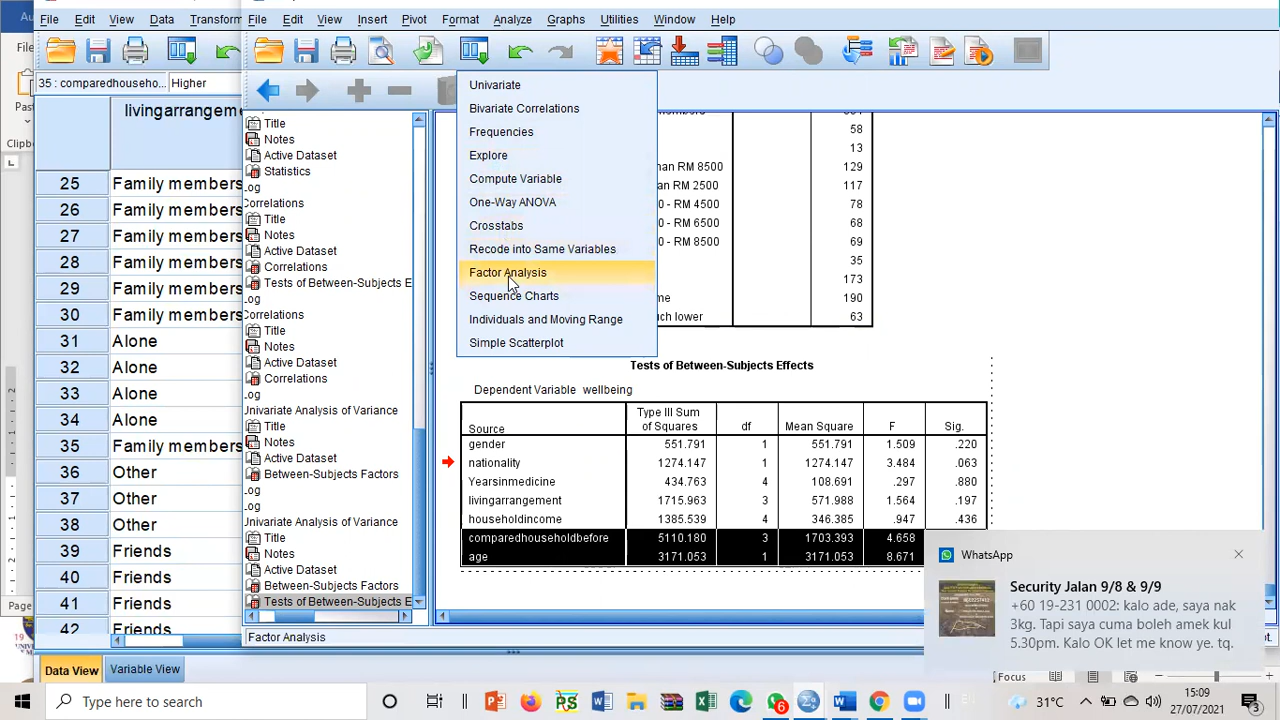 File Edit View Data Transform
File Edit View Insert Pivot Format Analyze Graphs Utilities Window Help
35 : comparedhouseho... Higher
Past
Clipb
livingarrangeme
25 Family members
26 Family members
27 Family members
28 Family members
29 Family members
30 Family members
31 Alone
32 Alone
33 Alone
34 Alone
35 Family members
36 Other
37 Other
38 Other
39 Friends
40 Friends
41 Friends
42 Friends
Data View Variable View
Title
Notes
Active Dataset
Statistics
og
Correlations
Title
Notes
Active Dataset
Correlations
Tests of Between-Subjects E
og
Correlations
Title
Notes
Active Dataset
Correlations
og
Univariate Analysis of Variance
Title
Notes
Active Dataset
Between-Subjects Factors
og
Univariate Analysis of Variance
Title
Notes
Active Dataset
Between-Subjects Factors
Tests of Between-Subjects E
Factor Analysis
Univariate
Bivariate Correlations
Frequencies
Explore
Compute Variable
One-Way ANOVA
Crosstabs
Recode into Same Variables
Factor Analysis
Sequence Charts
Individuals and Moving Range
Simple Scatterplot
58
13
an RM 8500 129
an RM 2500 117
0 - RM 4500 78
0 - RM 6500 68
0 - RM 8500 69
35
173
me 190
ch lower 63
Tests of Between-Subjects Effects
Dependent Variable wellbeing
Source Type III Sum of Squares df Mean Square F Sig.
gender 551.791 1 551.791 1.509 .220
nationality 1274.147 1 1274.147 3.484 .063
Yearsinmedicine 434.763 4 108.691 .297 .880
livingarrangement 1715.963 3 571.988 1.564 .197
householdincome 1385.539 4 346.385 .947 .436
comparedhouseholdbefore 5110.180 3 1703.393 4.658
age 3171.053 1 3171.053 8.671
WhatsApp
Security Jalan 9/8 & 9/9
+60 19-231 0002: kalo ade, saya nak
3kg. Tapi saya cuma boleh amek kul
5.30pm. Kalo OK let me know ye. tq.
Page
Focus
Type here to search
6
31°C
15:09
27/07/2021
3